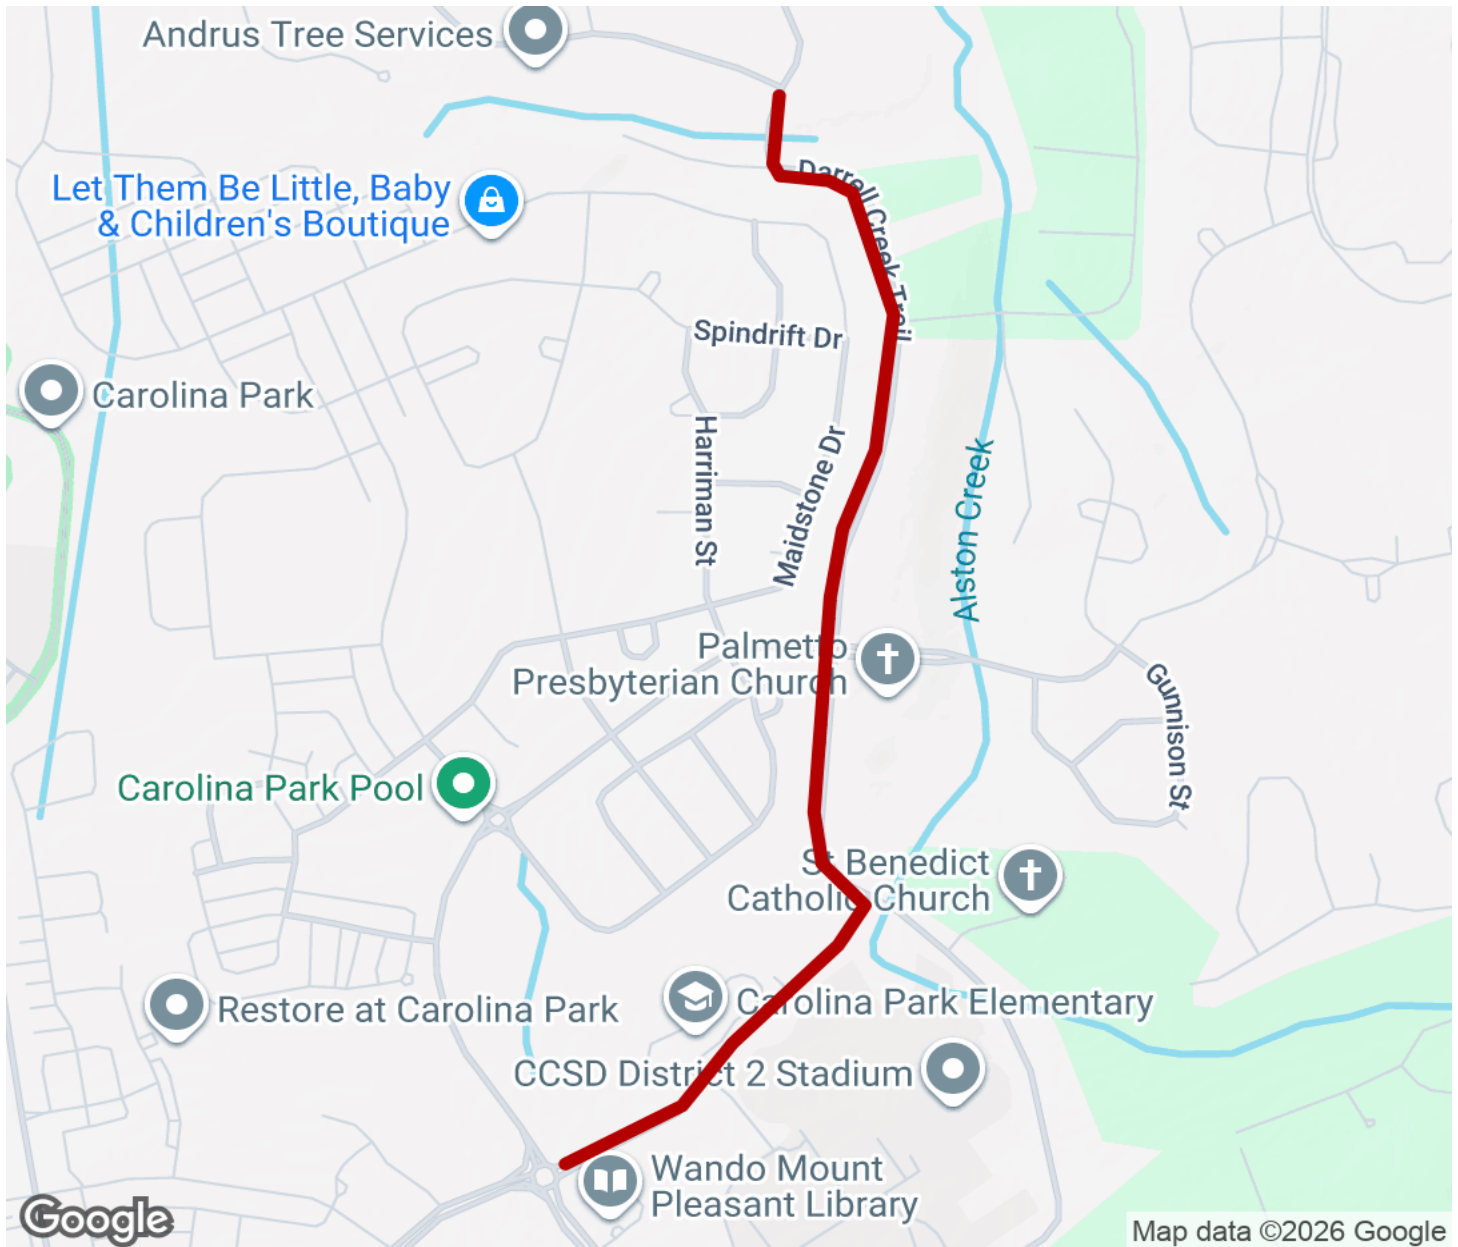 Andrus Tree Services
Darrell Creek Trail
Let Them Be Little, Baby
& Children's Boutique
Spindrift Dr
Carolina Park
Harriman St
Maidstone Dr
Alston Creek
Palmetto
Presbyterian Church
Gunnison St
Carolina Park Pool
St Benedict
Catholic Church
Carolina Park Elementary
Restore at Carolina Park
CCSD District 2 Stadium
Wando Mount
Pleasant Library
Google
Map data ©2026 Google